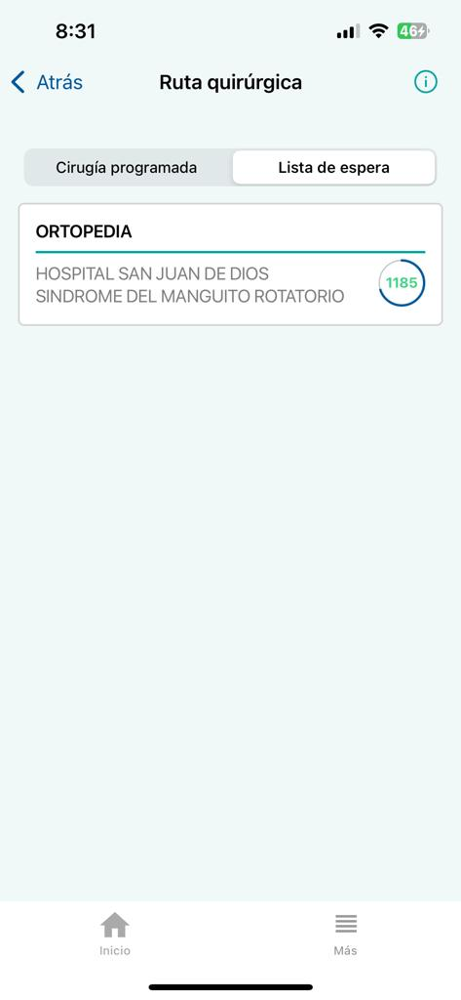 8:31
46
Atrás
Ruta quirúrgica
Cirugía programada
Lista de espera
ORTOPEDIA
HOSPITAL SAN JUAN DE DIOS
SINDROME DEL MANGUITO ROTATORIO
1185
Inicio
Más